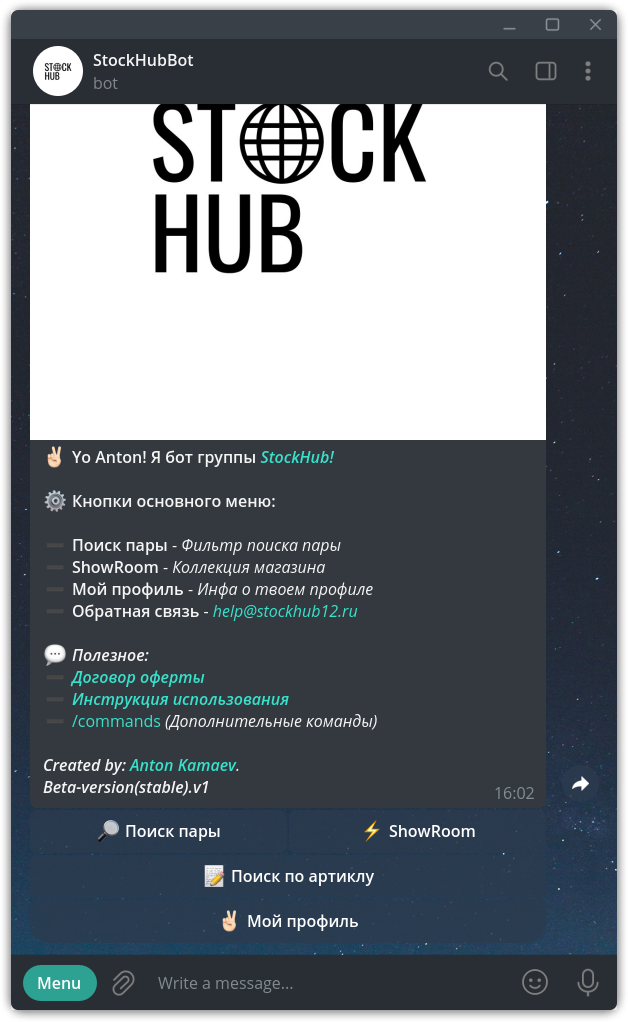 StockHubBot
bot
STOCK
HUB
STOCK
HUB
✌🏻 Yo Anton! Я бот группы StockHub!
⚙️ Кнопки основного меню:
➖ Поиск пары - Фильтр поиска пары
➖ ShowRoom - Коллекция магазина
➖ Мой профиль - Инфа о твоем профиле
➖ Обратная связь - help@stockhub12.ru
💬 Полезное:
➖ Договор оферты
➖ Инструкция использования
➖ /commands (Дополнительные команды)
Created by: Anton Kamaev.
Beta-version(stable).v1
16:02
🔎 Поиск пары
⚡ ShowRoom
📝 Поиск по артиклу
✌🏻 Мой профиль
Menu
Write a message...